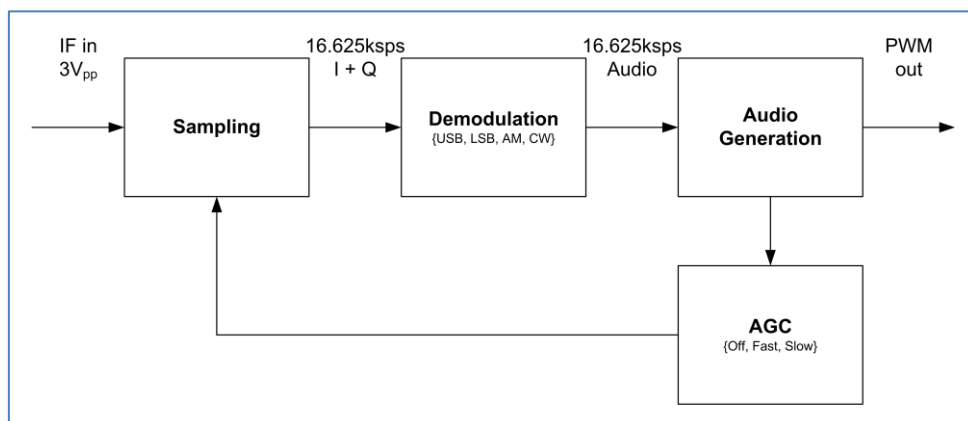 IF in
3Vpp
16.625ksps
I + Q
16.625ksps
Audio
PWM
out
Sampling
Demodulation
{USB, LSB, AM, CW}
Audio
Generation
AGC
{Off, Fast, Slow}